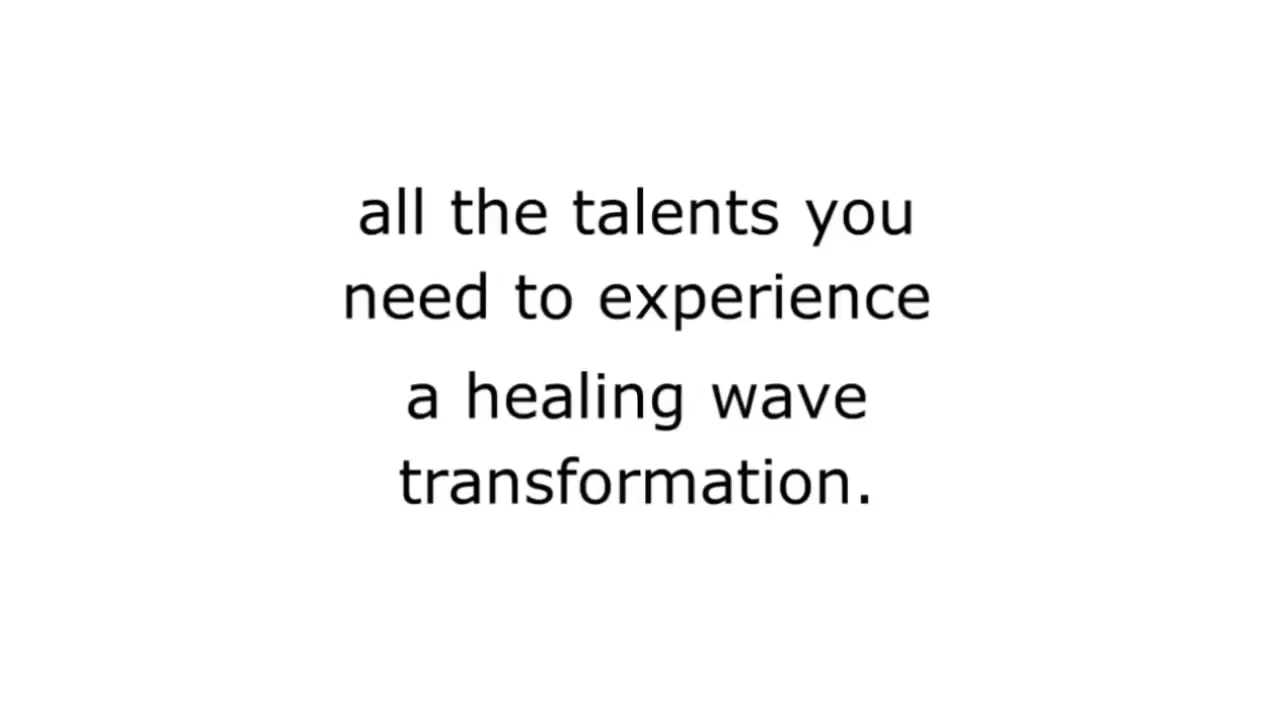 all the talents you
need to experience
a healing wave
transformation.